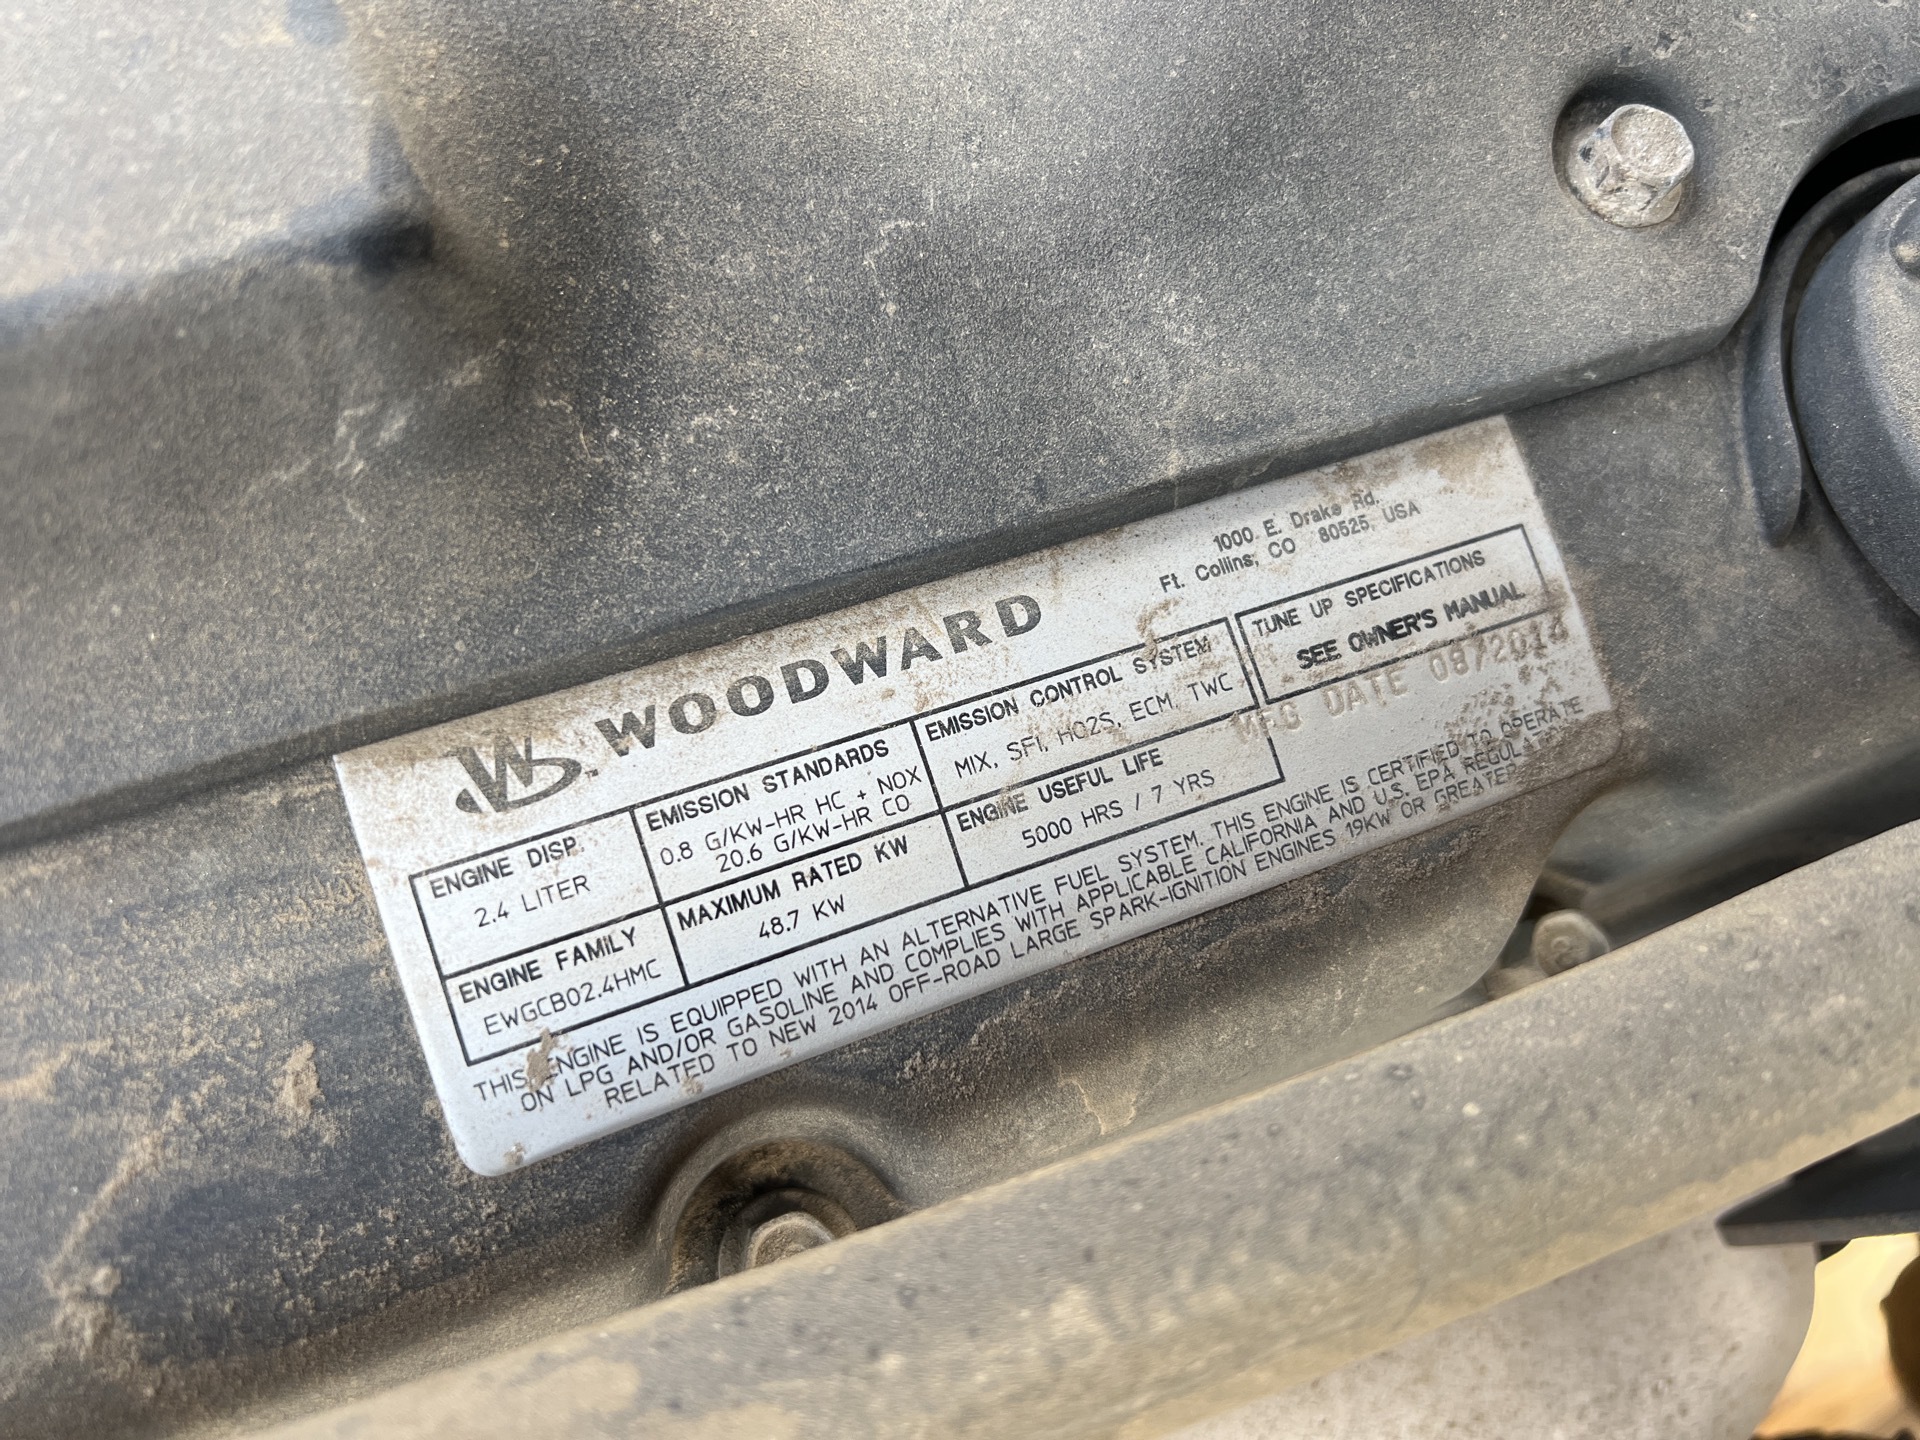 WOODWARD™
1000 E. Drake Rd.
Ft. Collins, CO 80525, USA
ENGINE DISP.
2.4 LITER
EMISSION STANDARDS
0.8 G/KW-HR HC + NOX
20.6 G/KW-HR CO
EMISSION CONTROL SYSTEM
MIX, SFI, HO2S, ECM, TWC
TUNE UP SPECIFICATIONS
SEE OWNER'S MANUAL
ENGINE FAMILY
EWGCB02.4HMC
MAXIMUM RATED KW
48.7 KW
ENGINE USEFUL LIFE
5000 HRS / 7 YRS
MFG DATE 08/2014
THIS ENGINE IS EQUIPPED WITH AN ALTERNATIVE FUEL SYSTEM. THIS ENGINE IS CERTIFIED TO OPERATE
ON LPG AND/OR GASOLINE AND COMPLIES WITH APPLICABLE CALIFORNIA AND U.S. EPA
RELATED TO NEW 2014 OFF-ROAD LARGE SPARK-IGNITION ENGINES 19KW OR GREATER